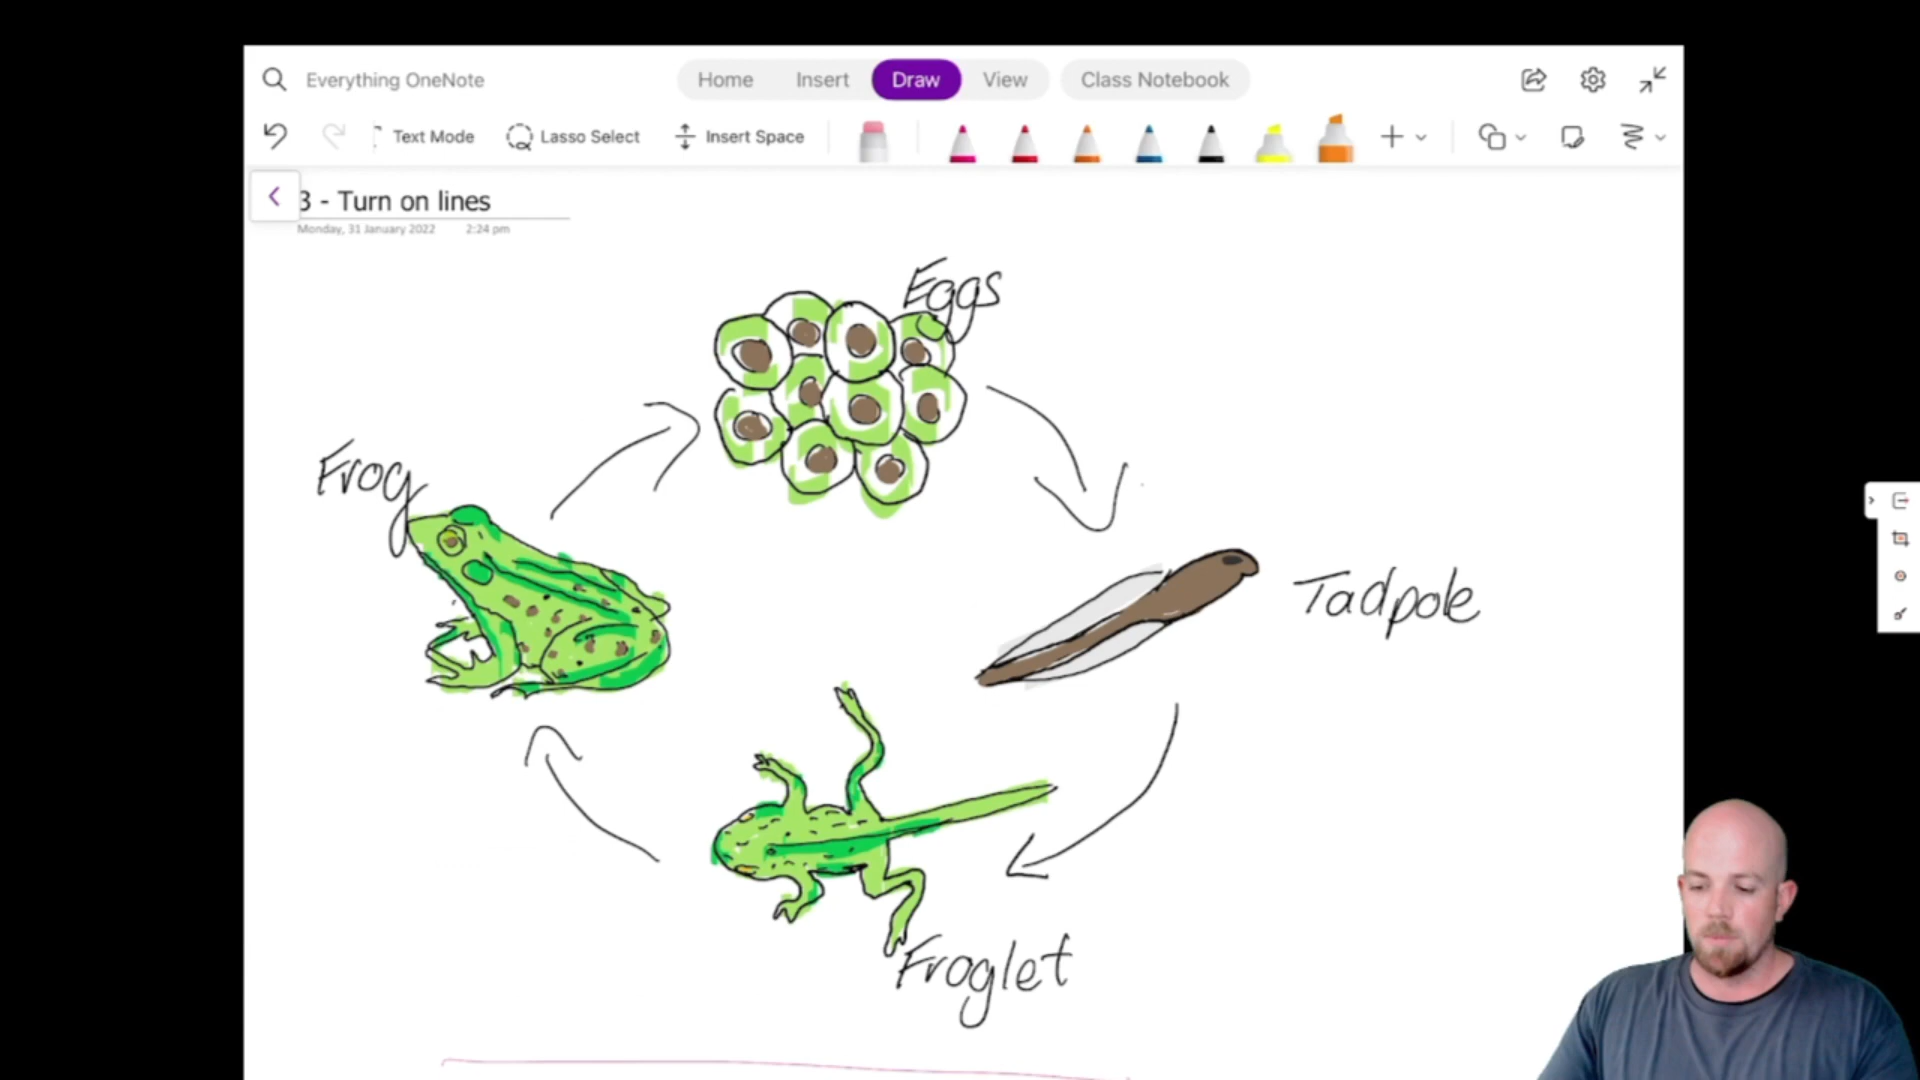 Everything OneNote
Home Insert Draw View Class Notebook
Text Mode Lasso Select Insert Space
3 - Turn on lines
Monday, 31 January 2022 2:24 pm
Eggs
Frog
Tadpole
Froglet